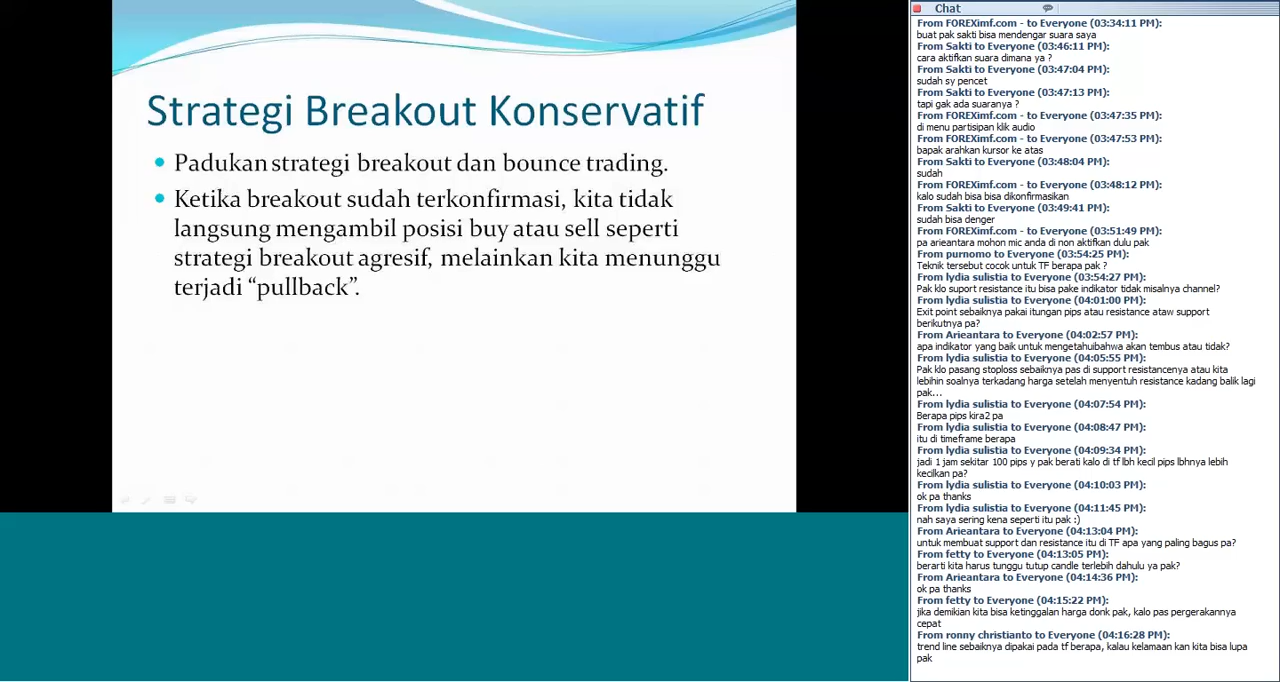 Strategi Breakout Konservatif
Padukan strategi breakout dan bounce trading.
Ketika breakout sudah terkonfirmasi, kita tidak
langsung mengambil posisi buy atau sell seperti
strategi breakout agresif, melainkan kita menunggu
terjadi “pullback”.
Chat
From FOREXimf.com - to Everyone (03:34:11 PM):
buat pak sakti bisa mendengar suara saya
From Sakti to Everyone (03:46:11 PM):
cara aktifkan suara dimana ya ?
From Sakti to Everyone (03:47:04 PM):
sudah sy pencet
From Sakti to Everyone (03:47:13 PM):
tapi gak ada suaranya ?
From FOREXimf.com - to Everyone (03:47:35 PM):
di menu partisipan klik audio
From FOREXimf.com - to Everyone (03:47:53 PM):
bapak arahkan kursor ke atas
From Sakti to Everyone (03:48:04 PM):
sudah
From FOREXimf.com - to Everyone (03:48:12 PM):
kalo sudah bisa bisa dikonfirmasikan
From Sakti to Everyone (03:49:41 PM):
sudah bisa denger
From FOREXimf.com - to Everyone (03:51:49 PM):
pa arieantara mohon mic anda di non aktifkan dulu pak
From purnomo to Everyone (03:54:25 PM):
Teknik tersebut cocok untuk TF berapa pak ?
From lydia sulistia to Everyone (03:54:27 PM):
Pak klo suport resistance itu bisa pake indikator tidak misalnya channel?
From lydia sulistia to Everyone (04:01:00 PM):
Exit point sebaiknya pakai itungan pips atau resistance ataw support
berikutnya pa?
From Arieantara to Everyone (04:02:57 PM):
apa indikator yang baik untuk mengetahuibahwa akan tembus atau tidak?
From lydia sulistia to Everyone (04:05:55 PM):
Pak klo pasang stoploss sebaiknya pas di support resistancenya atau kita
lebihin soalnya terkadang harga setelah menyentuh resistance kadang balik lagi
pak...
From lydia sulistia to Everyone (04:07:54 PM):
Berapa pips kira2 pa
From lydia sulistia to Everyone (04:08:47 PM):
itu di timeframe berapa
From lydia sulistia to Everyone (04:09:34 PM):
jadi 1 jam sekitar 100 pips y pak berati kalo di tf lbh kecil pips lbhnya lebih
kecilkan pa?
From lydia sulistia to Everyone (04:10:03 PM):
ok pa thanks
From lydia sulistia to Everyone (04:11:45 PM):
nah saya sering kena seperti itu pak :)
From Arieantara to Everyone (04:13:04 PM):
untuk membuat support dan resistance itu di TF apa yang paling bagus pa?
From fetty to Everyone (04:13:05 PM):
berarti kita harus tunggu tutup candle terlebih dahulu ya pak?
From Arieantara to Everyone (04:14:36 PM):
ok pa thanks
From fetty to Everyone (04:15:22 PM):
jika demikian kita bisa ketinggalan harga donk pak, kalo pas pergerakannya
cepat
From ronny christianto to Everyone (04:16:28 PM):
trend line sebaiknya dipakai pada tf berapa, kalau kelamaan kan kita bisa lupa
pak